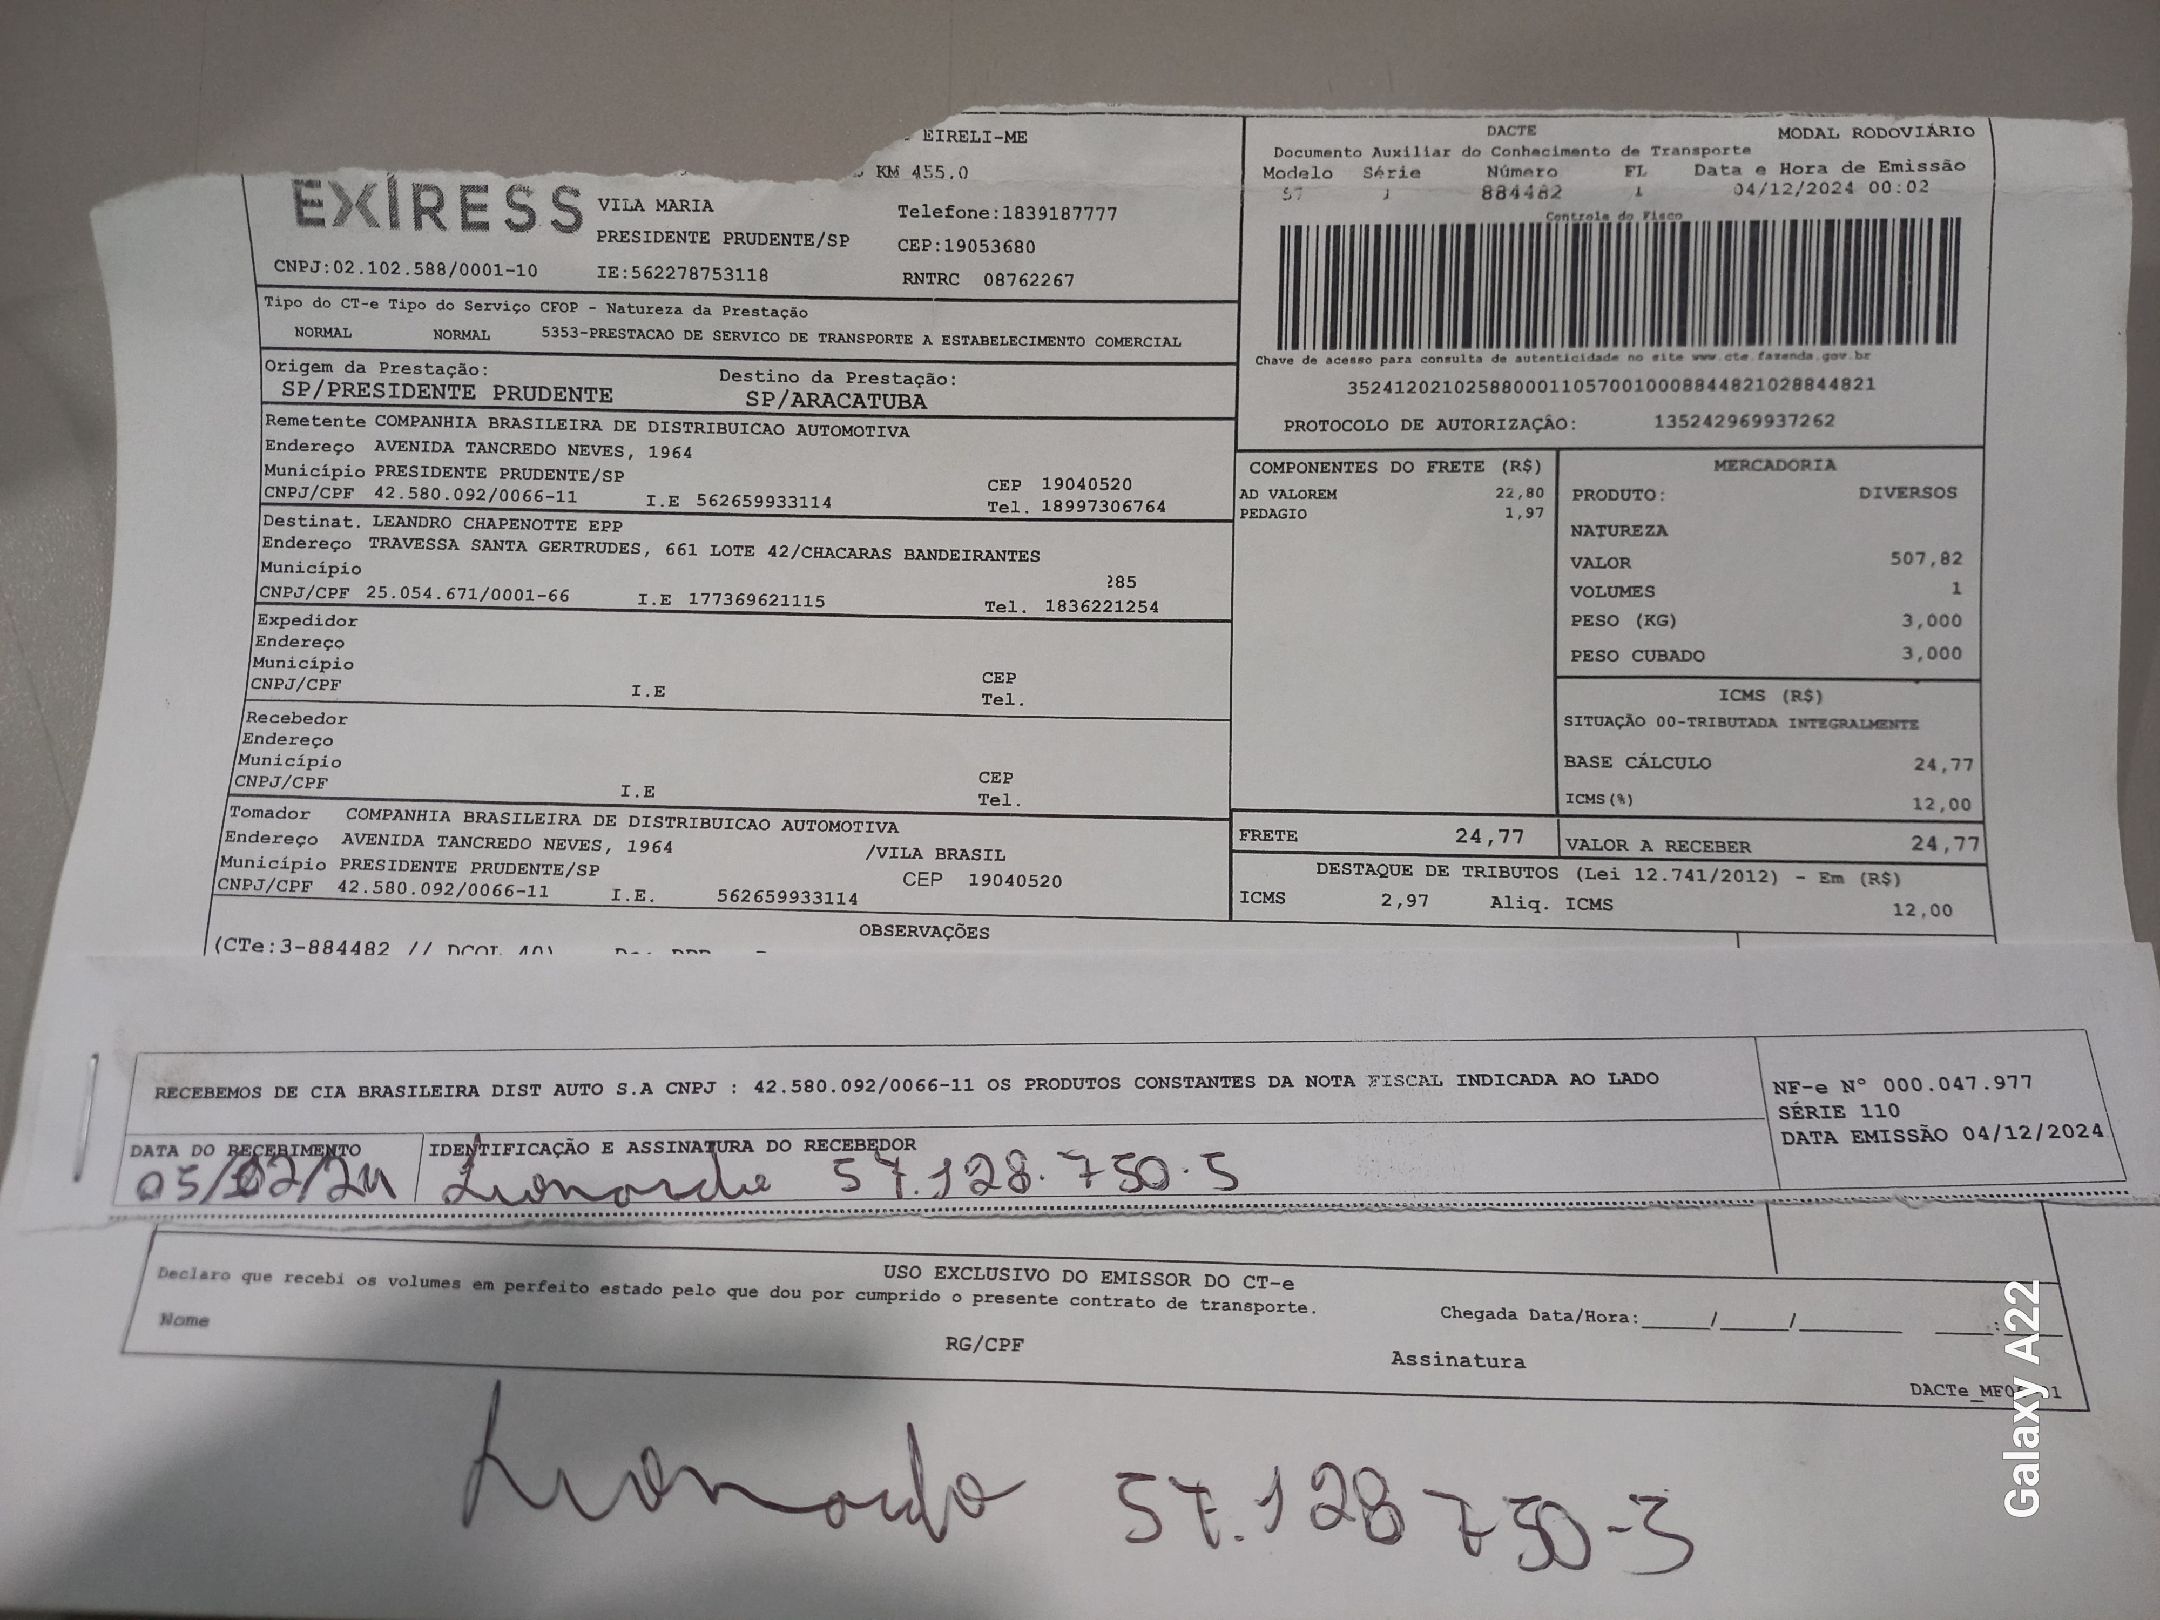 EIRELI-ME
KM 455.0
EXIRESS
VILA MARIA
Telefone:1839187777
PRESIDENTE PRUDENTE/SP
CEP:19053680
CNPJ:02.102.588/0001-10 IE:562278753118 RNTRC 08762267
Tipo do CT-e Tipo do Serviço CFOP - Natureza da Prestação
NORMAL NORMAL 5353-PRESTACAO DE SERVICO DE TRANSPORTE A ESTABELECIMENTO COMERCIAL
Origem da Prestação: Destino da Prestação:
SP/PRESIDENTE PRUDENTE SP/ARACATUBA
Remetente COMPANHIA BRASILEIRA DE DISTRIBUICAO AUTOMOTIVA
Endereço AVENIDA TANCREDO NEVES, 1964
Município PRESIDENTE PRUDENTE/SP CEP 19040520
CNPJ/CPF 42.580.092/0066-11 I.E 562659933114 Tel. 18997306764
Destinat. LEANDRO CHAPENOTTE EPP
Endereço TRAVESSA SANTA GERTRUDES, 661 LOTE 42/CHACARAS BANDEIRANTES
Município 285
CNPJ/CPF 25.054.671/0001-66 I.E 177369621115 Tel. 1836221254
Expedidor
Endereço
Município CEP
CNPJ/CPF I.E Tel.
Recebedor
Endereço
Município CEP
CNPJ/CPF I.E Tel.
Tomador COMPANHIA BRASILEIRA DE DISTRIBUICAO AUTOMOTIVA
Endereço AVENIDA TANCREDO NEVES, 1964 /VILA BRASIL
Município PRESIDENTE PRUDENTE/SP CEP 19040520
CNPJ/CPF 42.580.092/0066-11 I.E. 562659933114
DACTE MODAL RODOVIÁRIO
Documento Auxiliar do Conhecimento de Transporte
Modelo Série Número FL Data e Hora de Emissão
57 884482 1 04/12/2024 00:02
Controle do Fisco
Chave de acesso para consulta de autenticidade no site www.cte.fazenda.gov.br
35241202102588000110570010008844821028844821
PROTOCOLO DE AUTORIZAÇÃO: 135242969937262
COMPONENTES DO FRETE (R$)
AD VALOREM 22,80
PEDAGIO 1,97
MERCADORIA
PRODUTO: DIVERSOS
NATUREZA
VALOR 507,82
VOLUMES 1
PESO (KG) 3,000
PESO CUBADO 3,000
ICMS (R$)
SITUAÇÃO 00-TRIBUTADA INTEGRALMENTE
BASE CÁLCULO 24,77
ICMS(%) 12,00
FRETE 24,77 VALOR A RECEBER 24,77
DESTAQUE DE TRIBUTOS (Lei 12.741/2012) - Em (R$)
ICMS 2,97 Aliq. ICMS 12,00
OBSERVAÇÕES
(CTe:3-884482 //
RECEBEMOS DE CIA BRASILEIRA DIST AUTO S.A CNPJ : 42.580.092/0066-11 OS PRODUTOS CONSTANTES DA NOTA FISCAL INDICADA AO LADO
NF-e Nº 000.047.977
SÉRIE 110
DATA EMISSÃO 04/12/2024
DATA DO RECEBIMENTO IDENTIFICAÇÃO E ASSINATURA DO RECEBEDOR
Leonardo 57.128.750-5
USO EXCLUSIVO DO EMISSOR DO CT-e
Declaro que recebi os volumes em perfeito estado pelo que dou por cumprido o presente contrato de transporte.
Chegada Data/Hora:_____/_____/________ ____:____
Nome
RG/CPF
Assinatura
Leonardo 57.128 750-5
Galaxy A22